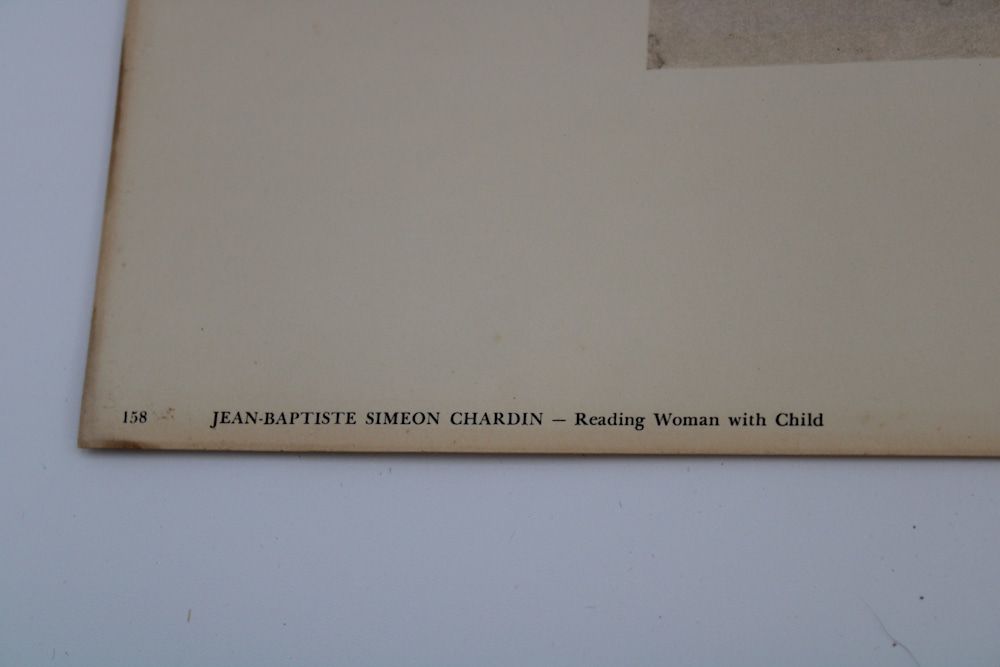 158 JEAN-BAPTISTE SIMEON CHARDIN — Reading Woman with Child